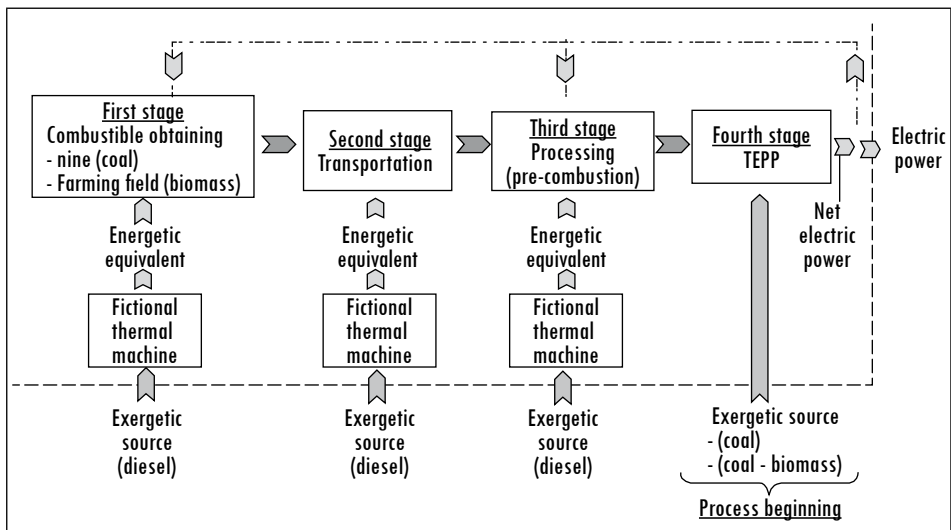 First stage
Combustible obtaining
- nine (coal)
- Farming field (biomass)
Second stage
Transportation
Third stage
Processing
(pre-combustion)
Fourth stage
TEPP
Electric
power
Net
electric
power
Energetic
equivalent
Energetic
equivalent
Energetic
equivalent
Fictional
thermal
machine
Fictional
thermal
machine
Fictional
thermal
machine
Exergetic
source
(diesel)
Exergetic
source
(diesel)
Exergetic
source
(diesel)
Exergetic source
- (coal)
- (coal - biomass)
Process beginning